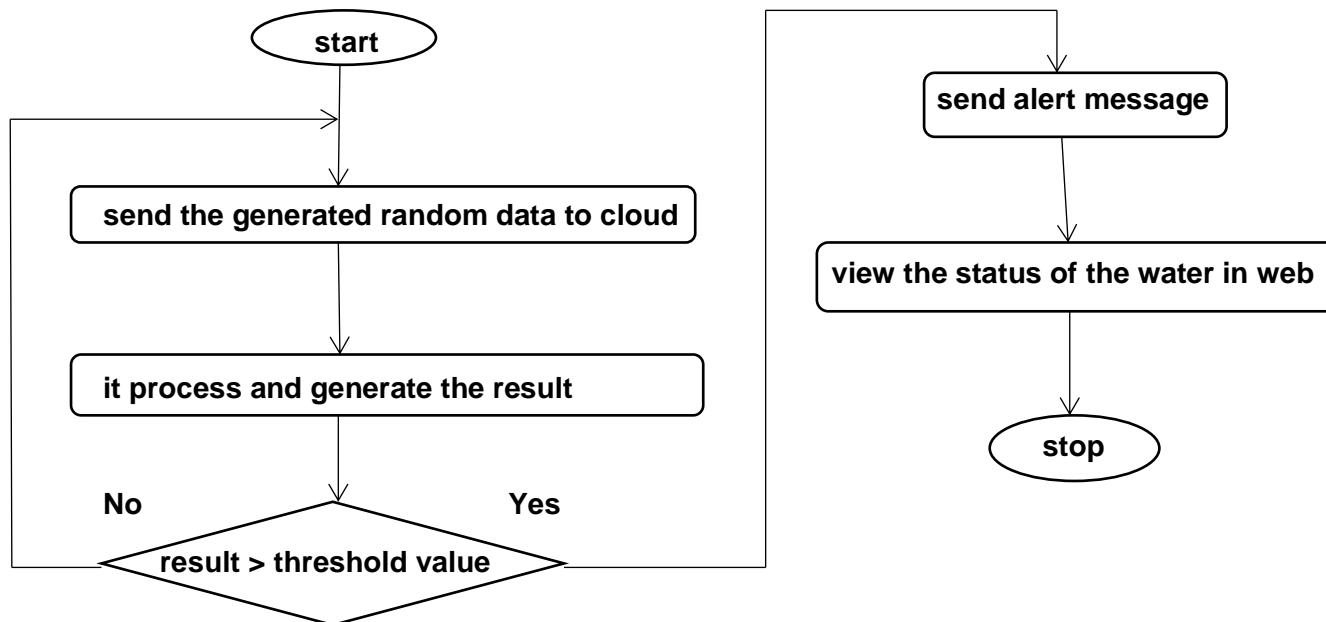 start
send the generated random data to cloud
it process and generate the result
No
Yes
result > threshold value
send alert message
view the status of the water in web
stop